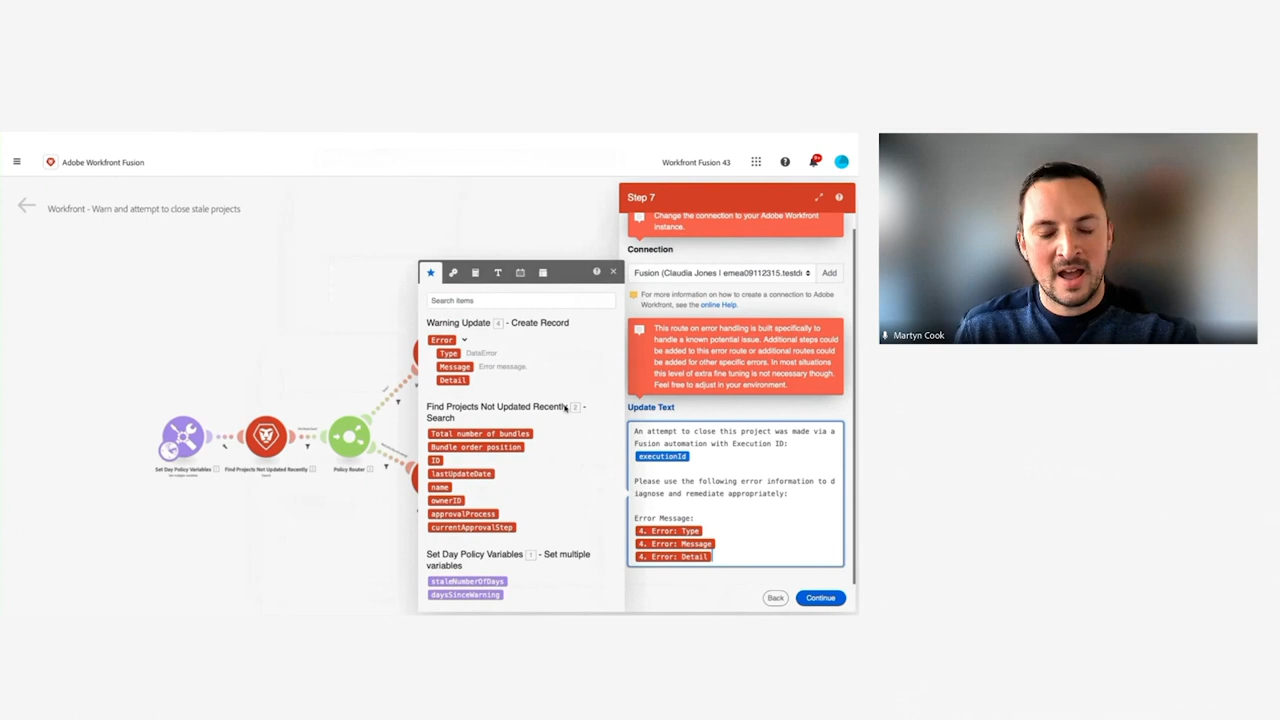 Adobe Workfront Fusion
Workfront Fusion 43
9+
Workfront - Warn and attempt to close stale projects
Step 7
Change the connection to your Adobe Workfront
instance.
Connection
Fusion (Claudia Jones | emea09112315.testd
Add
For more information on how to create a connection to Adobe
Workfront, see the online Help.
This route on error handling is built specifically to
handle a known potential issue. Additional steps could
be added to this error route or additional routes could
be added for other specific errors. In most situations
this level of extra fine tuning is not necessary though.
Feel free to adjust in your environment.
Update Text
An attempt to close this project was made via a
Fusion automation with Execution ID:
executionId
Please use the following error information to d
iagnose and remediate appropriately:
Error Message:
4. Error: Type
4. Error: Message
4. Error: Detail
Back
Continue
Search items
Warning Update 4 - Create Record
Error
Type DataError
Message Error message.
Detail
Find Projects Not Updated Recently 2 -
Search
Total number of bundles
Bundle order position
ID
lastUpdateDate
name
ownerID
approvalProcess
currentApprovalStep
Set Day Policy Variables 1 - Set multiple
variables
staleNumberOfDays
daysSinceWarning
Set Day Policy Variables
Find Projects Not Updated Recently
Policy Router
Martyn Cook